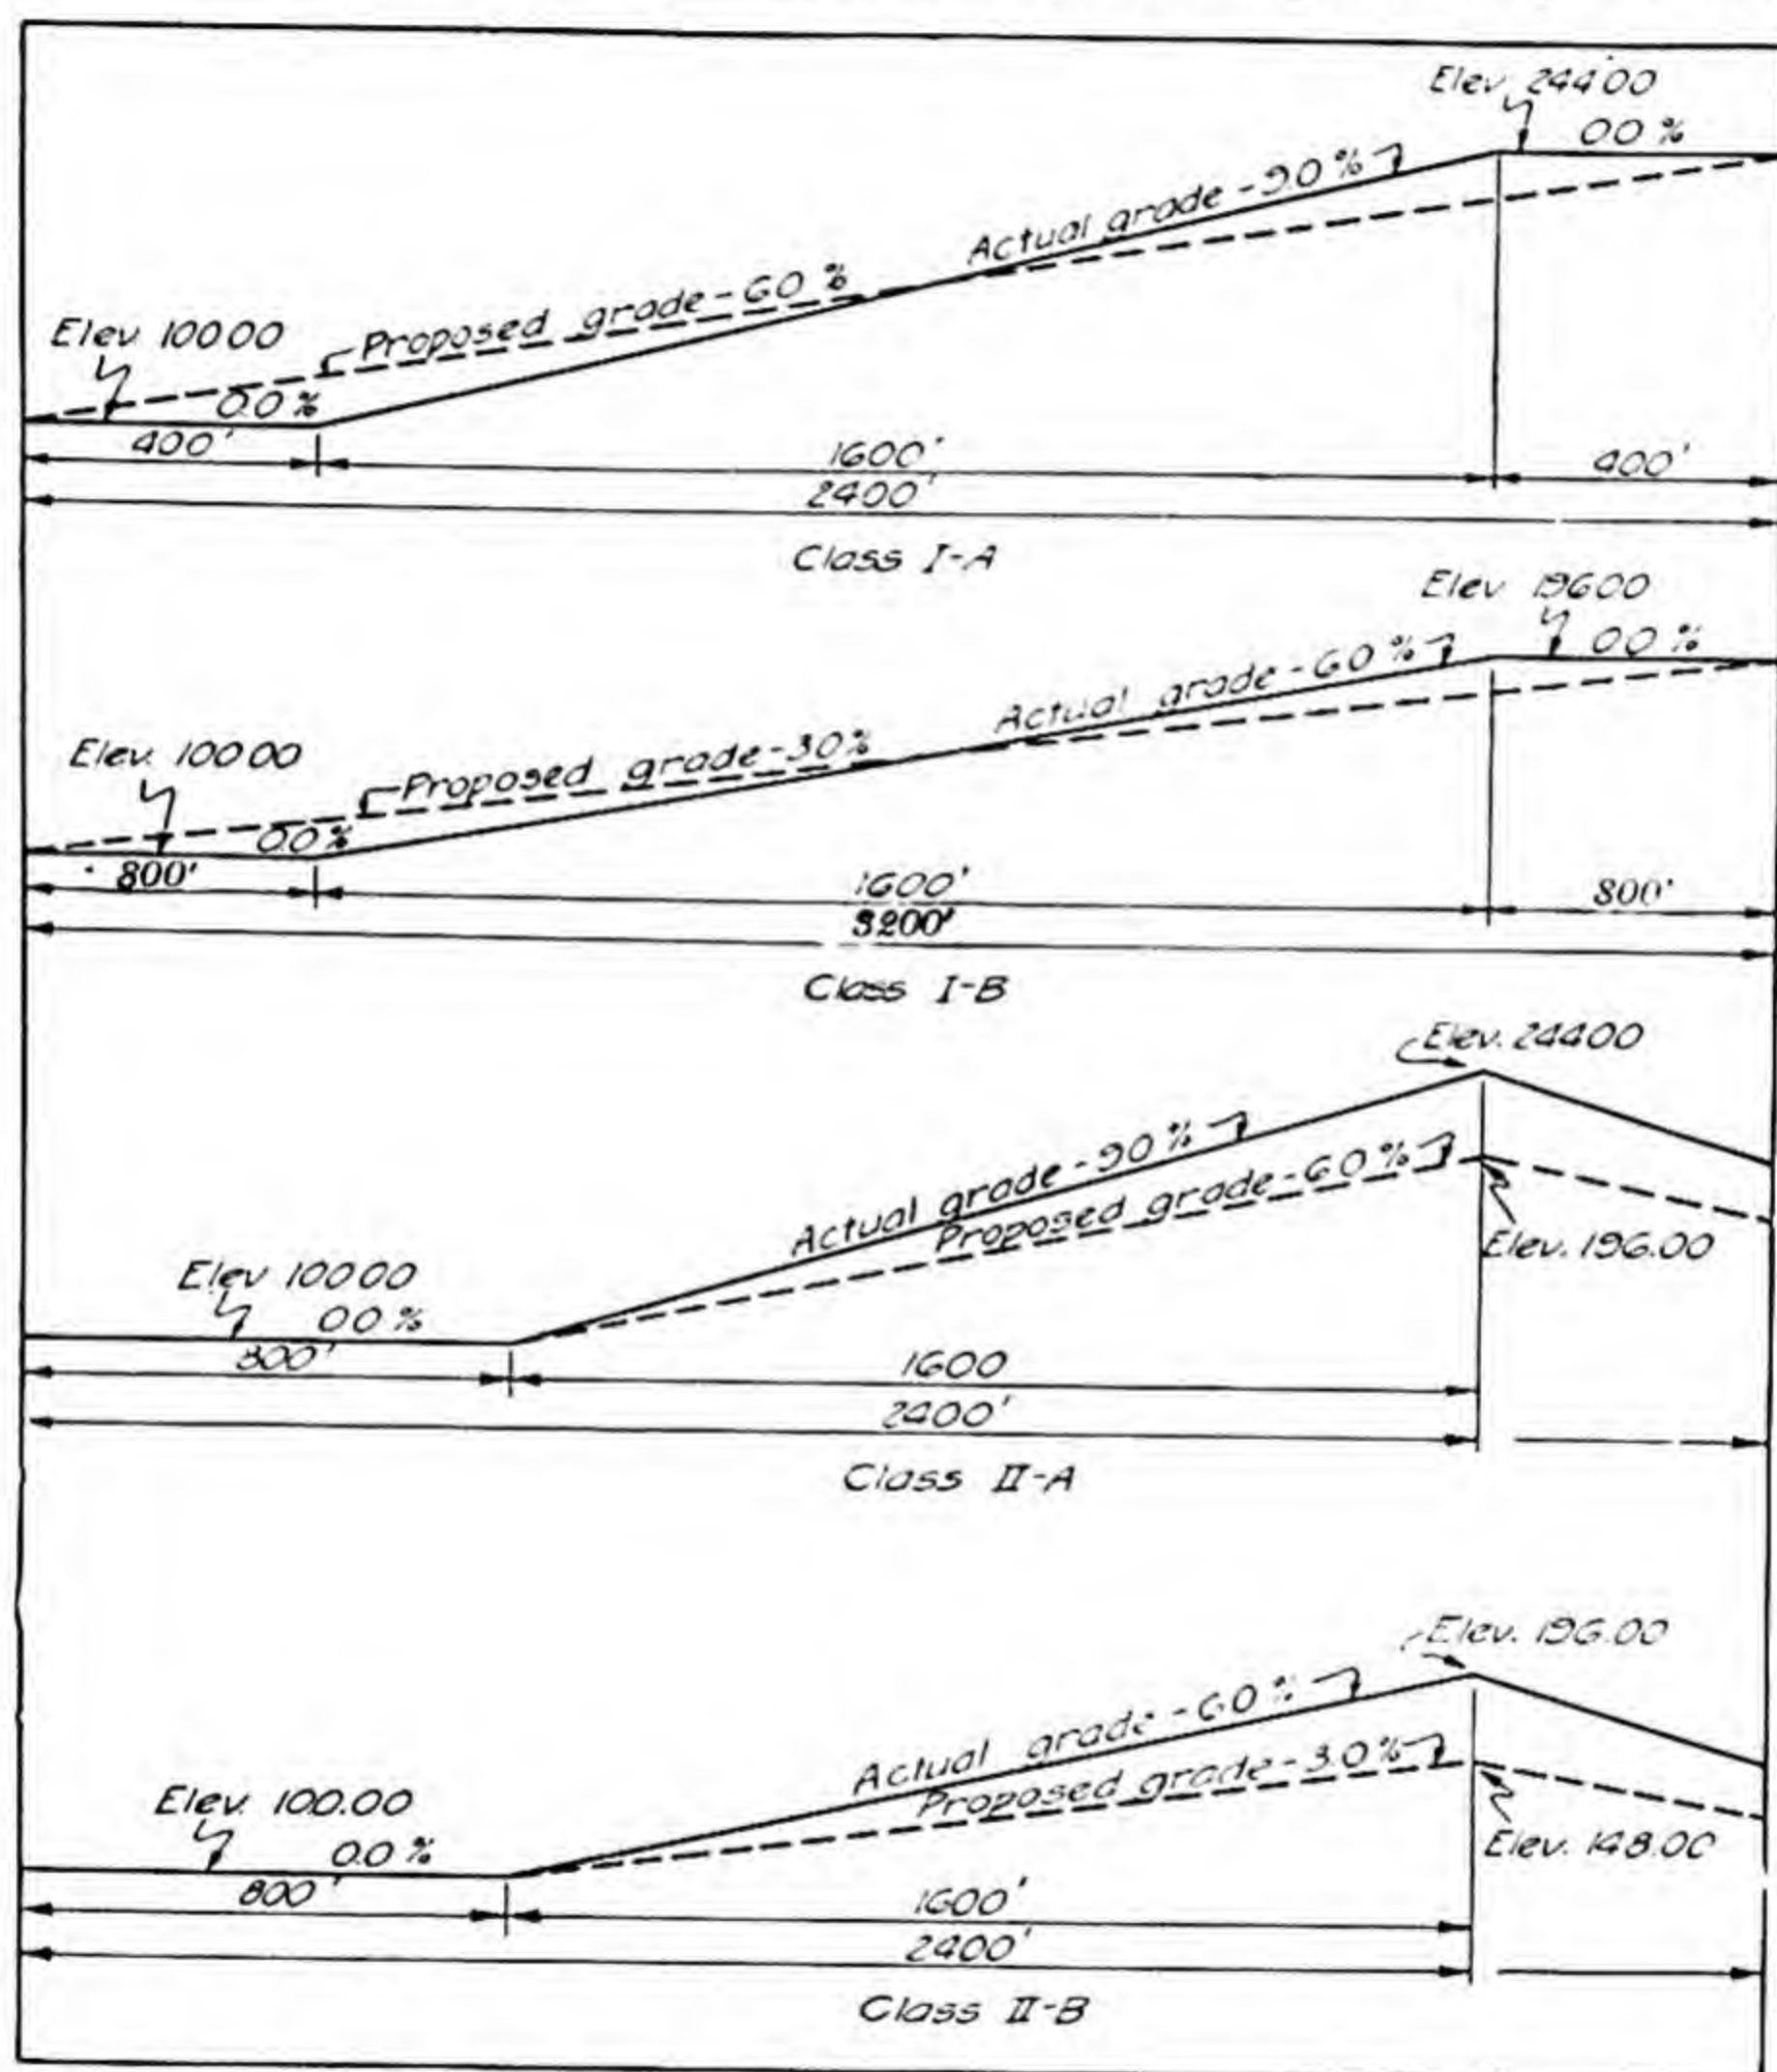 Elev. 244.00
0.0%
Actual grade - 9.0%
Proposed grade - 6.0%
Elev. 100.00
0.0%
400'
1600'
400'
2400'
Class I-A
Elev. 196.00
0.0%
Actual grade - 6.0%
Proposed grade - 3.0%
Elev. 100.00
0.0%
800'
1600'
800'
3200'
Class I-B
Elev. 244.00
Actual grade - 9.0%
Proposed grade - 6.0%
Elev. 196.00
Elev. 100.00
0.0%
800'
1600
2400'
Class II-A
Elev. 196.00
Actual grade - 6.0%
Proposed grade - 3.0%
Elev. 148.00
Elev. 100.00
0.0%
800'
1600'
2400'
Class II-B